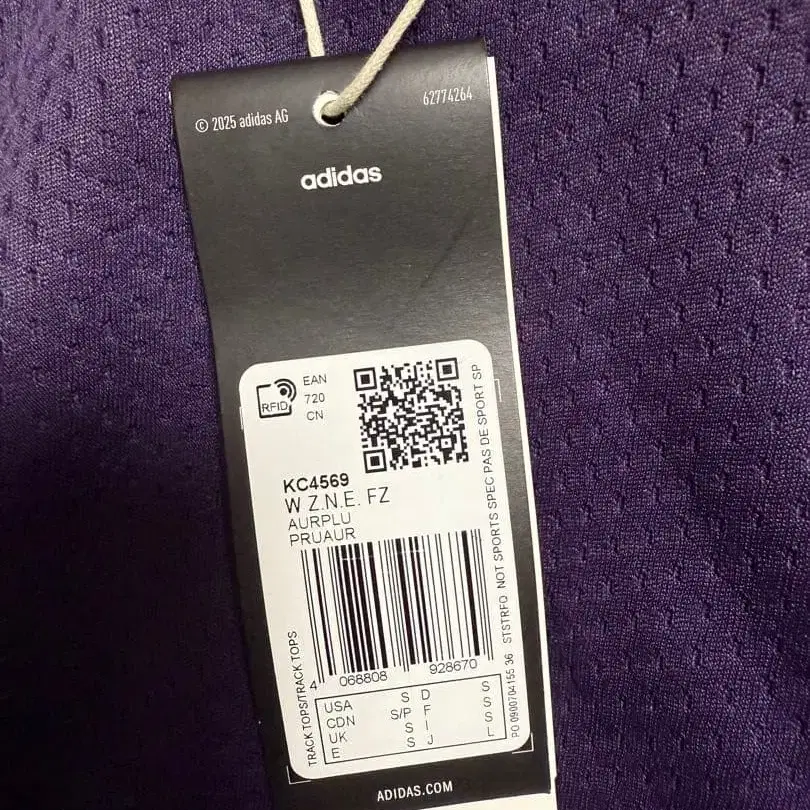 © 2025 adidas AG
62774264
adidas
RFID
EAN
720
CN
KC4569
W Z.N.E. FZ
AURPLU
PRUAUR
TRACK TOPS/TRACK TOPS
PO 0900704155 36 STSTRFO NOT SPORTS SPEC PAS DE SPORT SP
4 068808 928670
USA S D S
CDN S/P F S
UK S I S
E S J L
ADIDAS.COM